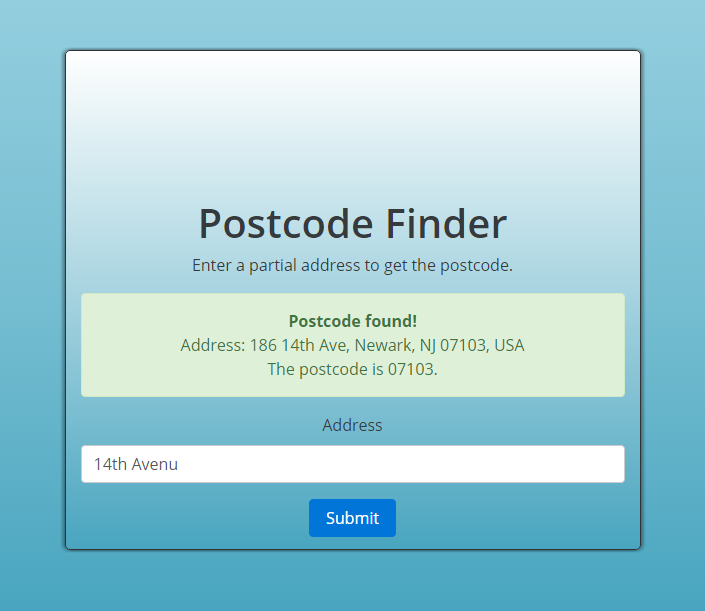 Postcode Finder
Enter a partial address to get the postcode.
Postcode found!
Address: 186 14th Ave, Newark, NJ 07103, USA
The postcode is 07103.
Address
14th Avenu
Submit